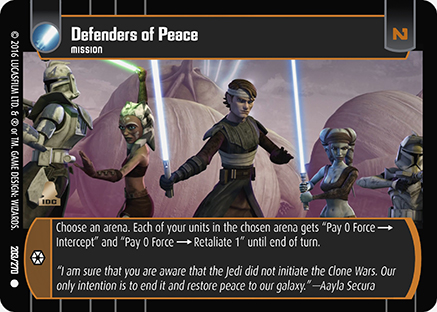 Defenders of Peace
MISSION
N
© 2016 LUCASFILM LTD. & ® or TM. GAME DESIGN: WIZARDS.
203/270
100
Choose an arena. Each of your units in the chosen arena gets “Pay 0 Force →
Intercept” and “Pay 0 Force → Retaliate 1” until end of turn.
“I am sure that you are aware that the Jedi did not initiate the Clone Wars. Our
only intention is to end it and restore peace to our galaxy.”—Aayla Secura